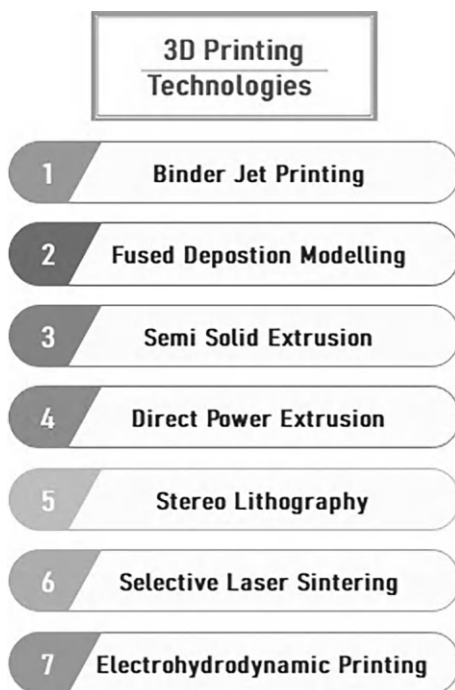 3D Printing
Technologies
1 Binder Jet Printing
2 Fused Depostion Modelling
3 Semi Solid Extrusion
4 Direct Power Extrusion
5 Stereo Lithography
6 Selective Laser Sintering
7 Electrohydrodynamic Printing